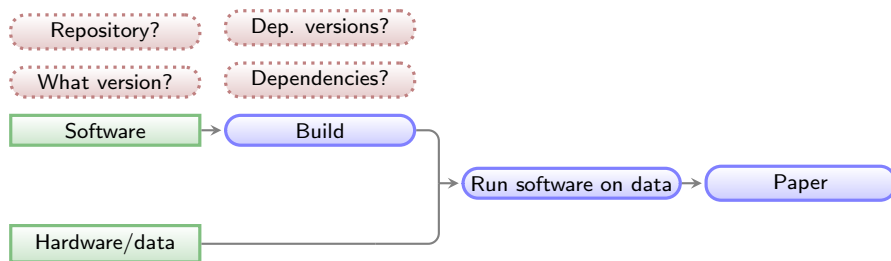 Repository?
Dep. versions?
What version?
Dependencies?
Software
Build
Run software on data
Paper
Hardware/data